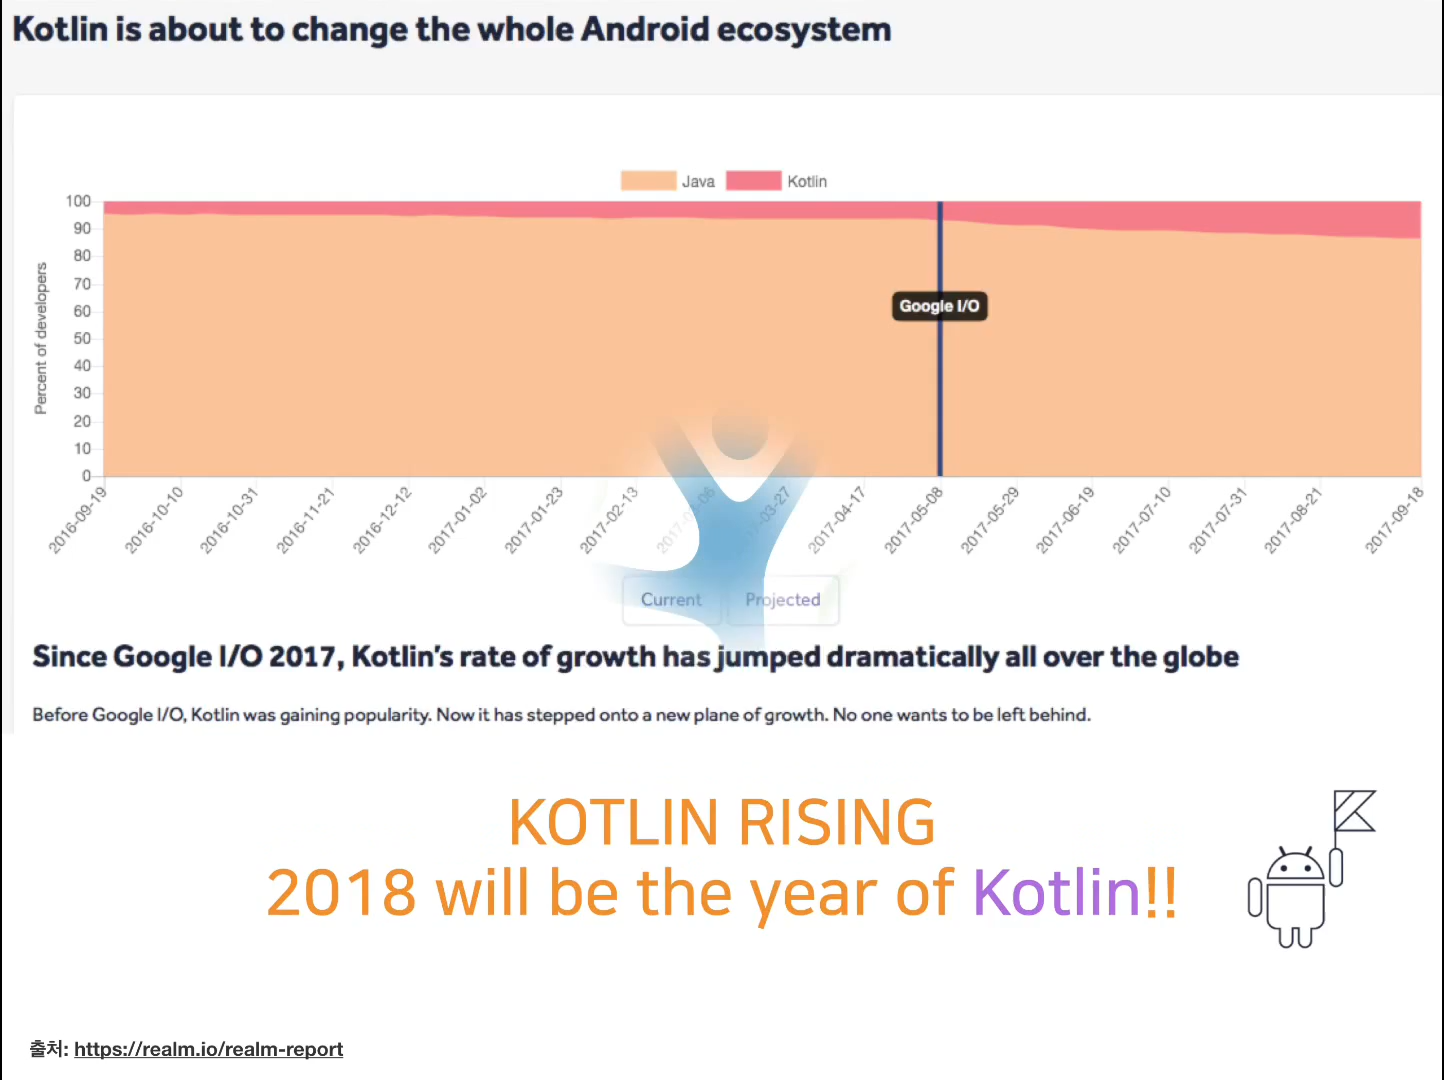 Kotlin is about to change the whole Android ecosystem
Java Kotlin
100
90
80
70
60
50
40
30
20
10
0
Percent of developers
Google I/O
2016-09-19 2016-10-10 2016-10-31 2016-11-21 2016-12-12 2017-01-02 2017-01-23 2017-02-13 2017-03-06 2017-03-27 2017-04-17 2017-05-08 2017-05-29 2017-06-19 2017-07-10 2017-07-31 2017-08-21 2017-09-18
Current Projected
Since Google I/O 2017, Kotlin's rate of growth has jumped dramatically all over the globe
Before Google I/O, Kotlin was gaining popularity. Now it has stepped onto a new plane of growth. No one wants to be left behind.
KOTLIN RISING
2018 will be the year of Kotlin!!
출처: https://realm.io/realm-report